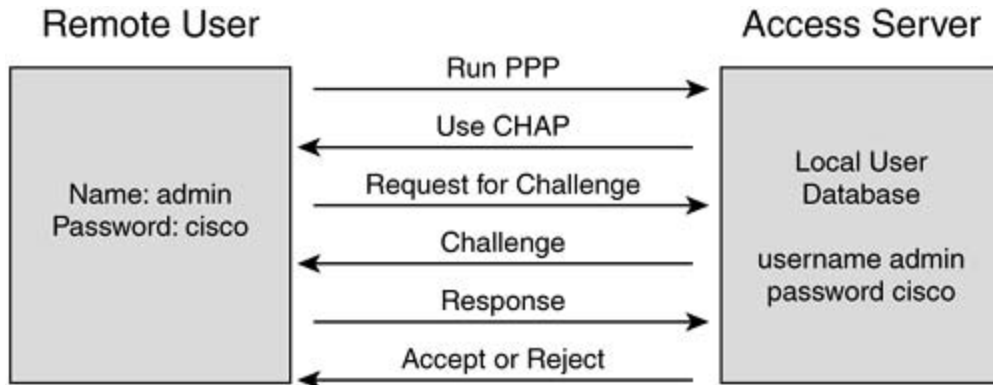 Remote User
Access Server
Run PPP
Use CHAP
Name: admin
Password: cisco
Request for Challenge
Challenge
Response
Accept or Reject
Local User
Database
username admin
password cisco